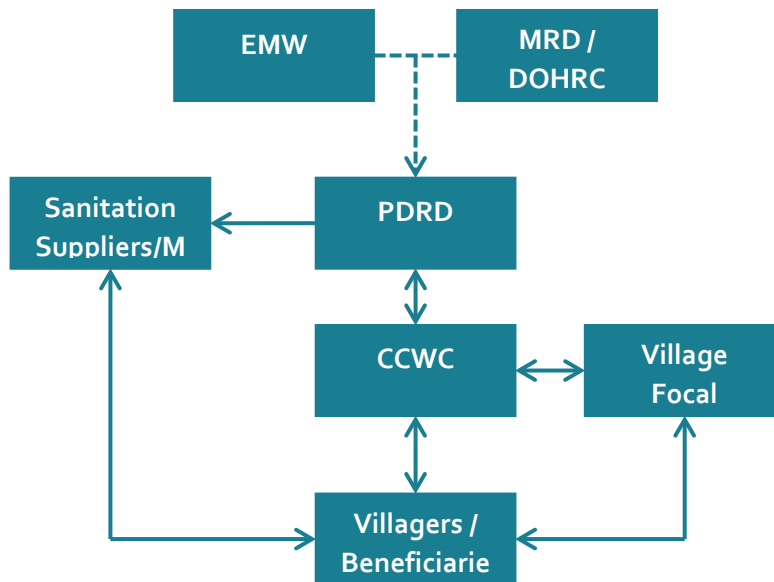 EMW
MRD /
DOHRC
Sanitation
Suppliers/M
PDRD
CCWC
Village
Focal
Villagers /
Beneficiarie